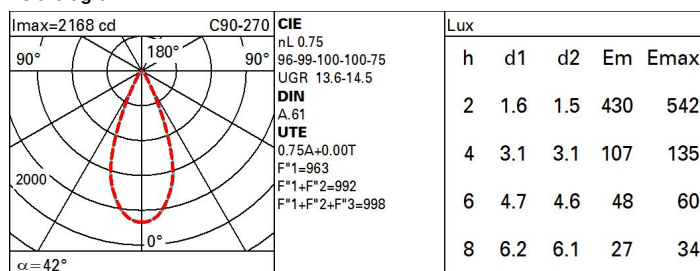 Imax=2168 cd C90-270
90° 180° 90°
2000
0°
α=42°
CIE
nL 0.75
96-99-100-100-75
UGR 13.6-14.5
DIN
A.61
UTE
0.75A+0.00T
F"1=963
F"1+F"2=992
F"1+F"2+F"3=998
Lux
h d1 d2 Em Emax
2 1.6 1.5 430 542
4 3.1 3.1 107 135
6 4.7 4.6 48 60
8 6.2 6.1 27 34